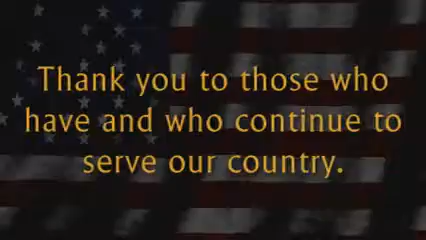 Thank you to those who
have and who continue to
serve our country.